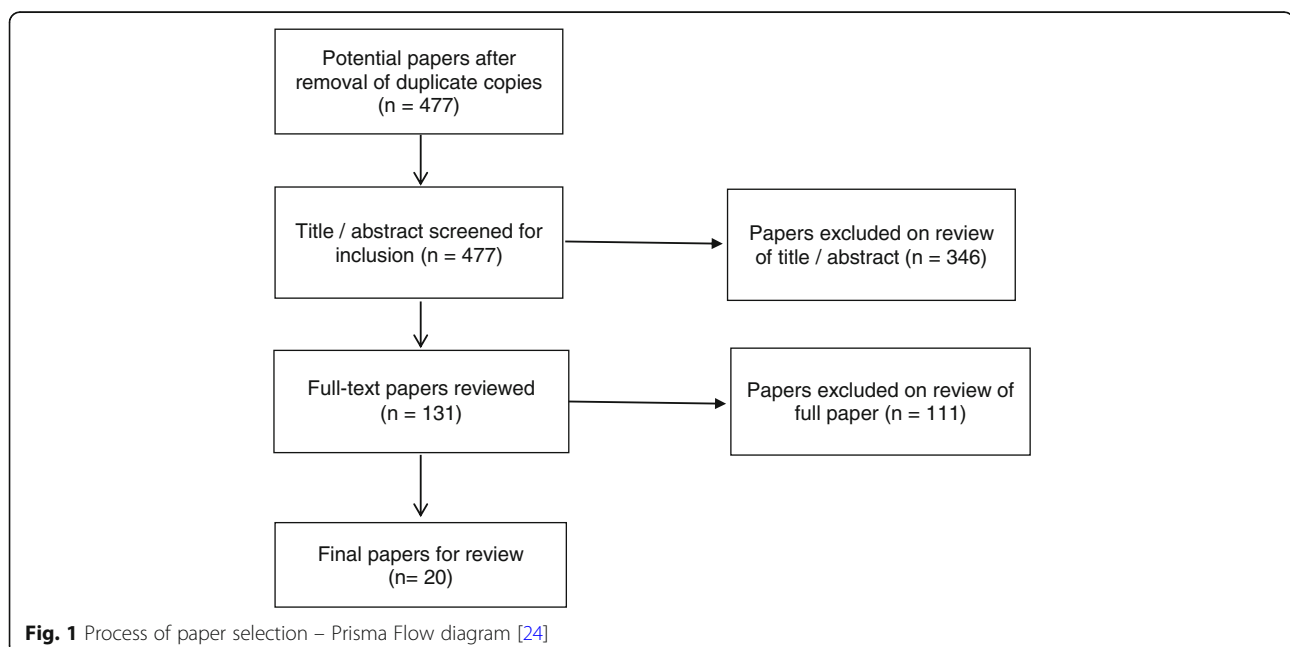 Potential papers after
removal of duplicate copies
(n = 477)
Title / abstract screened for
inclusion (n = 477)
Papers excluded on review
of title / abstract (n = 346)
Full-text papers reviewed
(n = 131)
Papers excluded on review of
full paper (n = 111)
Final papers for review
(n= 20)
Fig. 1 Process of paper selection – Prisma Flow diagram [24]